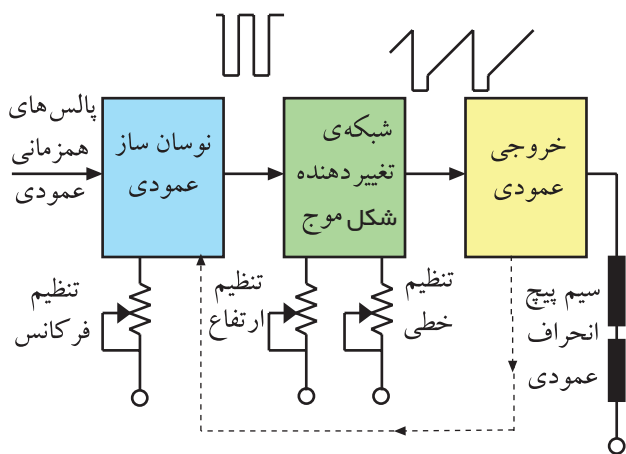 پالس‌های
همزمانی
عمودی
نوسان ساز
عمودی
شبکه‌ی
تغییر دهنده
شکل موج
خروجی
عمودی
تنظیم
فرکانس
تنظیم
ارتفاع
تنظیم
خطی
سیم پیچ
انحراف
عمودی